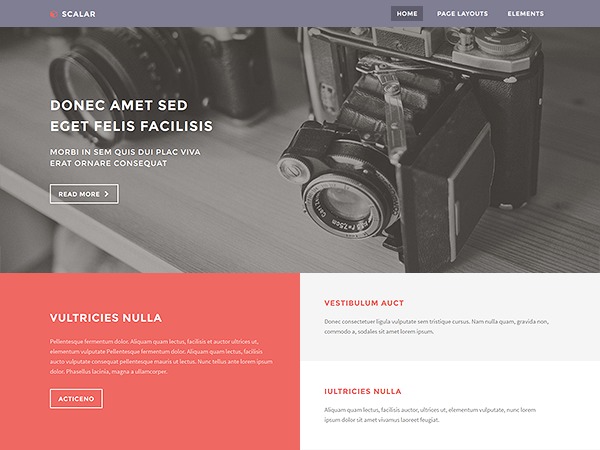 SCALAR
HOME PAGE LAYOUTS ELEMENTS
DONEC AMET SED
EGET FELIS FACILISIS
MORBI IN SEM QUIS DUI PLAC VIVA
ERAT ORNARE CONSEQUAT
READ MORE
VULTRICIES NULLA
Pellentesque fermentum dolor. Aliquam quam lectus, facilisis et auctor ultrices ut,
elementum vulputate Pellentesque fermentum dolor. Aliquam quam lectus, facilisis
aucto vulputate consequat pellentesque mauris ut lectus. Nunc tellus ante lorem ipsum
dolor. Phasellus lacinia, magna a ullamcorper.
ACTICENO
VESTIBULUM AUCT
Donec consectetuer ligula vulputate sem tristique cursus. Nam nulla quam, gravida non,
commodo a, sodales sit amet lorem ipsum.
IULTRICIES NULLA
Aliquam quam lectus, facilisis auctor, ultrices ut, elementum vulputate, nunc lorem
ipsum dolor sit amet vivamus laoreet feugiat.